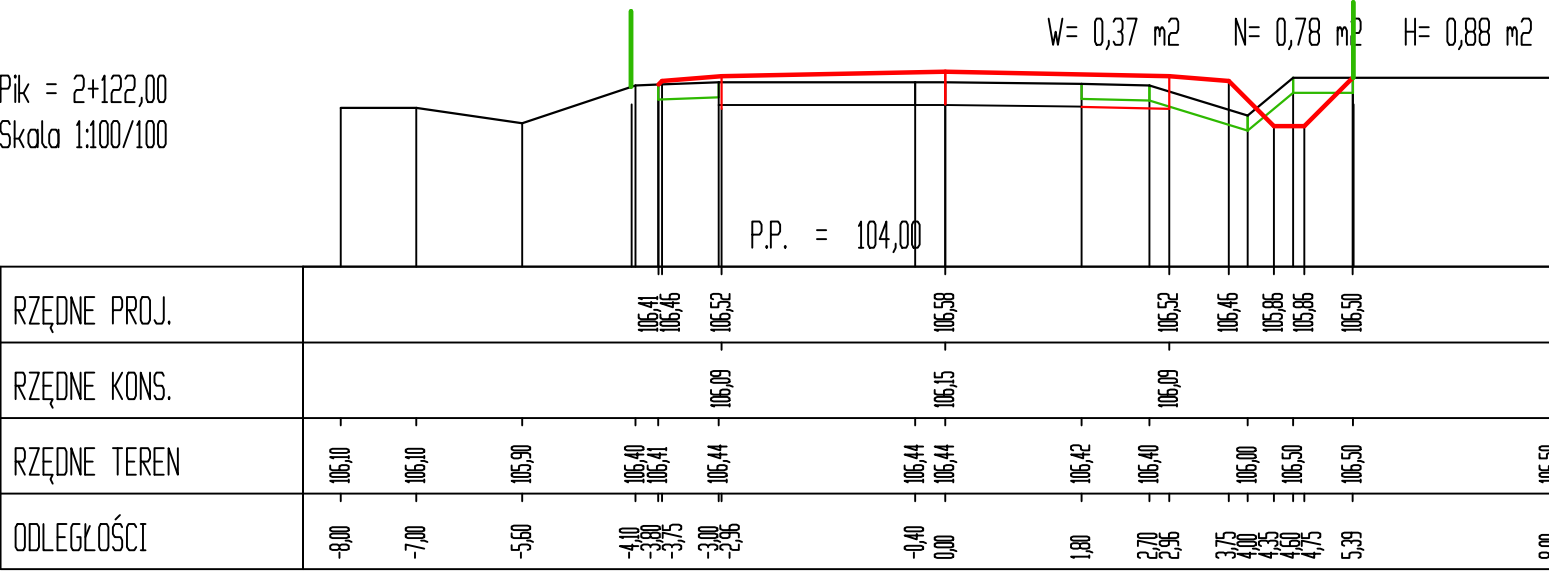 W= 0,37 m2 N= 0,78 m2 H= 0,88 m2
Pik = 2+122,00
Skala 1:100/100
P.P. = 104,00
RZĘDNE PROJ. 106,41 106,46 106,52 106,58 106,52 106,46 105,86 105,86 106,50
RZĘDNE KONS. 106,09 106,15 106,09
RZĘDNE TEREN 106,10 106,10 105,90 106,40 106,41 106,44 106,44 106,44 106,42 106,40 106,00 106,50 106,50
ODLEGŁOŚCI -8,00 -7,00 -5,60 -4,10 -3,80 -3,75 -3,00 -2,96 -0,40 0,00 1,80 2,70 2,96 3,75 4,00 4,35 4,60 4,75 5,39